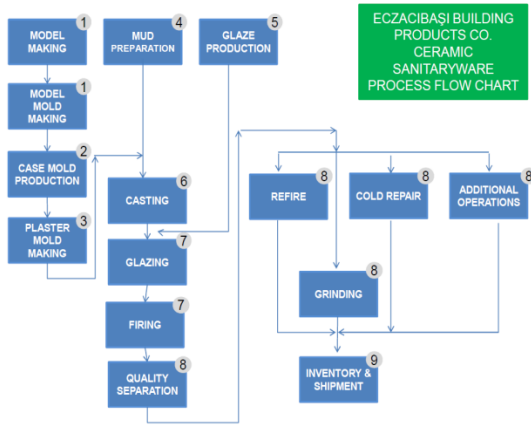 1
MODEL
MAKING
4
MUD
PREPARATION
5
GLAZE
PRODUCTION
ECZACIBAŞI BUILDING
PRODUCTS CO.
CERAMIC
SANITARYWARE
PROCESS FLOW CHART
1
MODEL
MOLD
MAKING
2
CASE MOLD
PRODUCTION
3
PLASTER
MOLD
MAKING
6
CASTING
7
GLAZING
7
FIRING
8
QUALITY
SEPARATION
8
REFIRE
8
COLD REPAIR
8
ADDITIONAL
OPERATIONS
8
GRINDING
9
INVENTORY &
SHIPMENT